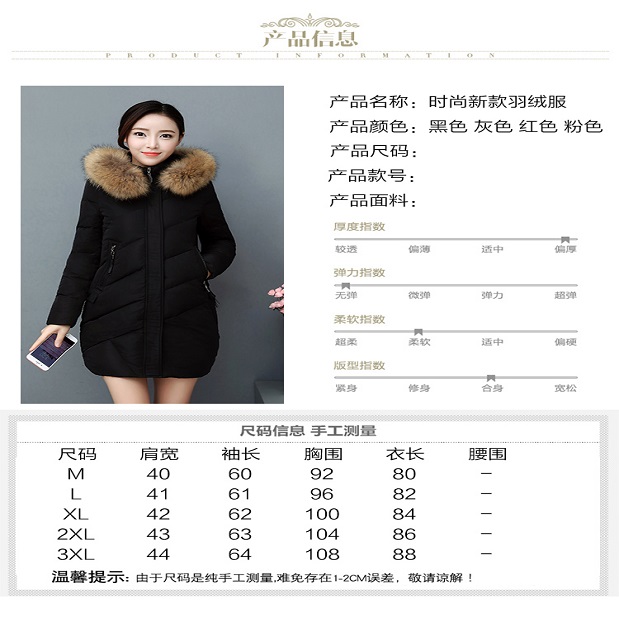 产品信息
PRODUCT INFORMATION
产品名称：时尚新款羽绒服
产品颜色：黑色 灰色 红色 粉色
产品尺码：
产品款号：
产品面料：
厚度指数
较透 偏薄 适中 偏厚
弹力指数
无弹 微弹 弹力 超弹
柔软指数
超柔 柔软 适中 偏硬
版型指数
紧身 修身 合身 宽松
尺码信息 手工测量
尺码 肩宽 袖长 胸围 衣长 腰围
M 40 60 92 80 –
L 41 61 96 82 –
XL 42 62 100 84 –
2XL 43 63 104 86 –
3XL 44 64 108 88 –
温馨提示：由于尺码是纯手工测量,难免存在1-2CM误差，敬请谅解！